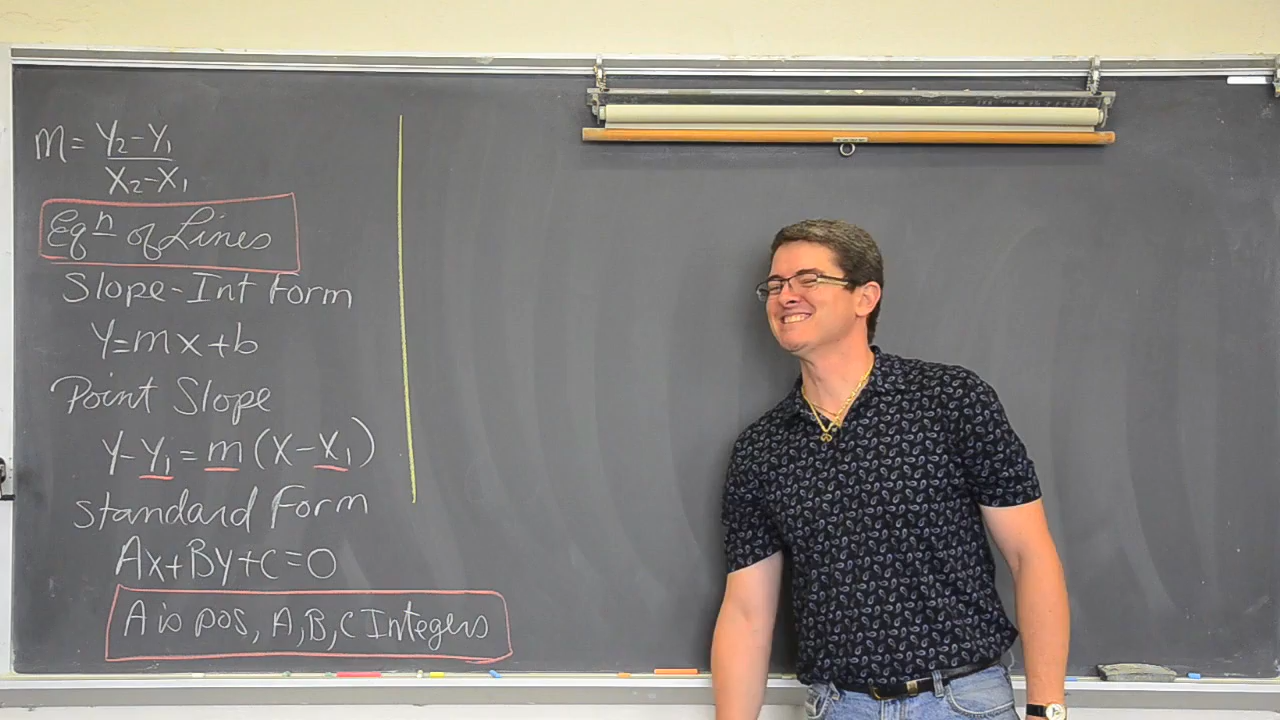 m = Y₂-Y₁
X₂-X₁
Eqⁿ of Lines
Slope-Int Form
Y=mx+b
Point Slope
Y-Y₁=m(X-X₁)
Standard Form
Ax+By+C=0
A is pos, A,B,C Integers